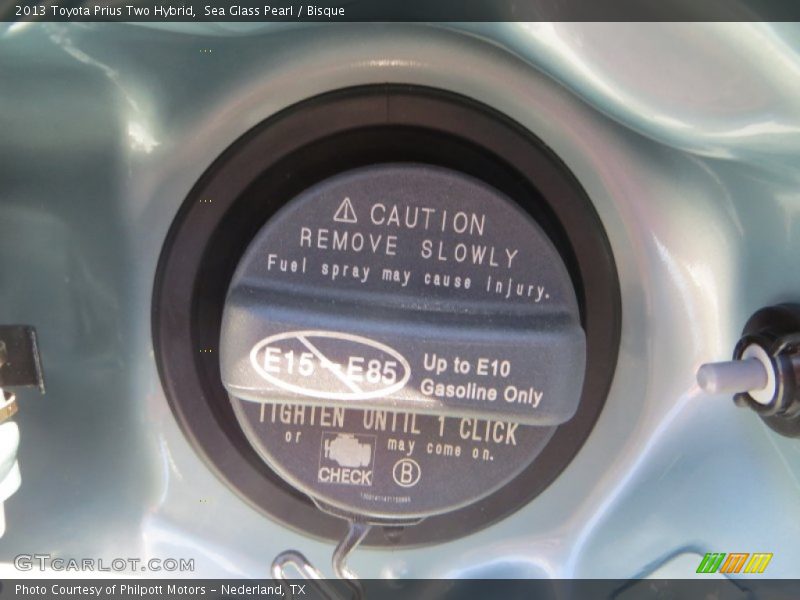 2013 Toyota Prius Two Hybrid, Sea Glass Pearl / Bisque
CAUTION
REMOVE SLOWLY
Fuel spray may cause injury.
E15-E85
Up to E10
Gasoline Only
TIGHTEN UNTIL 1 CLICK
or
CHECK
may come on.
B
GTCARLOT.COM
Photo Courtesy of Philpott Motors - Nederland, TX